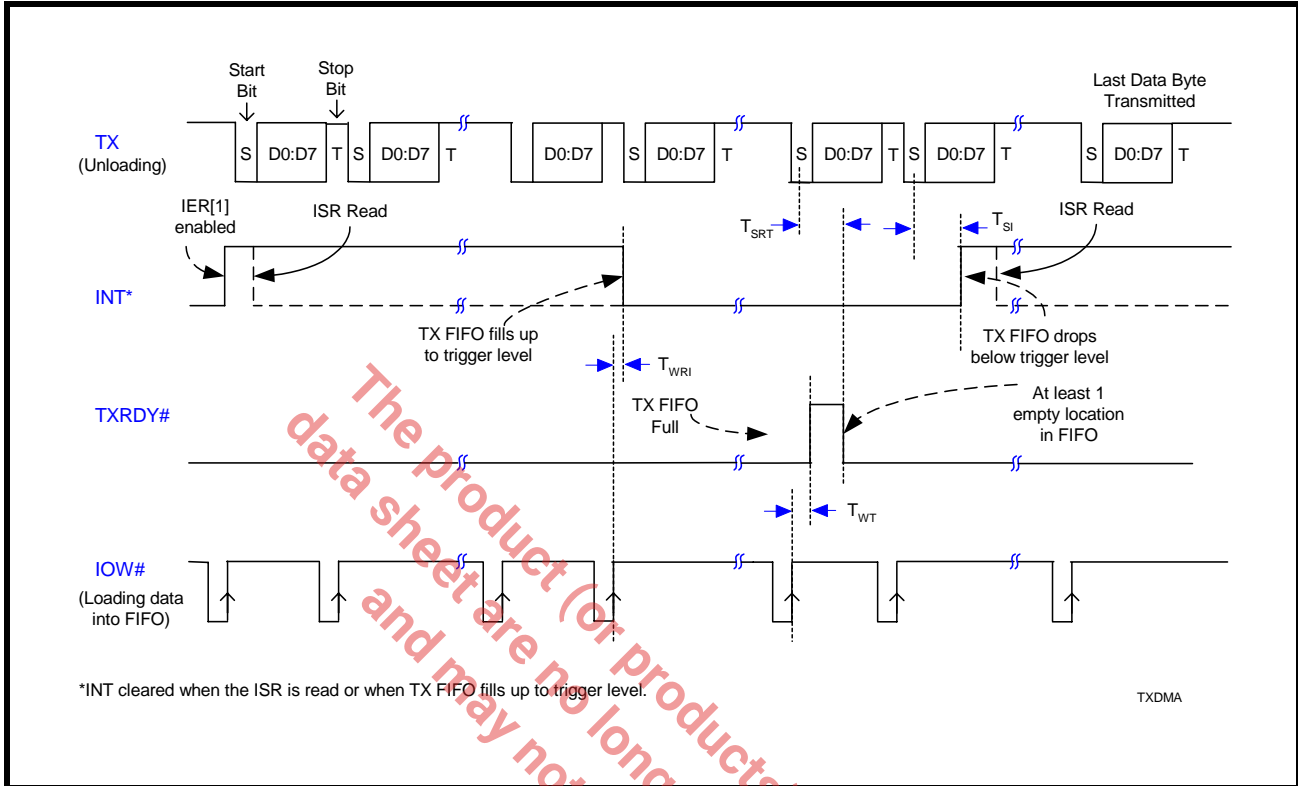 Start
Bit
Stop
Bit
Last Data Byte
Transmitted
TX
(Unloading)
S D0:D7 T S D0:D7 T D0:D7 S D0:D7 T S D0:D7 T S D0:D7 T S D0:D7 T
IER[1]
enabled
ISR Read
TSRT
TSI
ISR Read
INT*
TX FIFO fills up
to trigger level
TX FIFO drops
below trigger level
TWRI
TXRDY#
TX FIFO
Full
At least 1
empty location
in FIFO
TWT
IOW#
(Loading data
into FIFO)
*INT cleared when the ISR is read or when TX FIFO fills up to trigger level.
TXDMA
The product (or products
data sheet are no long
and may not